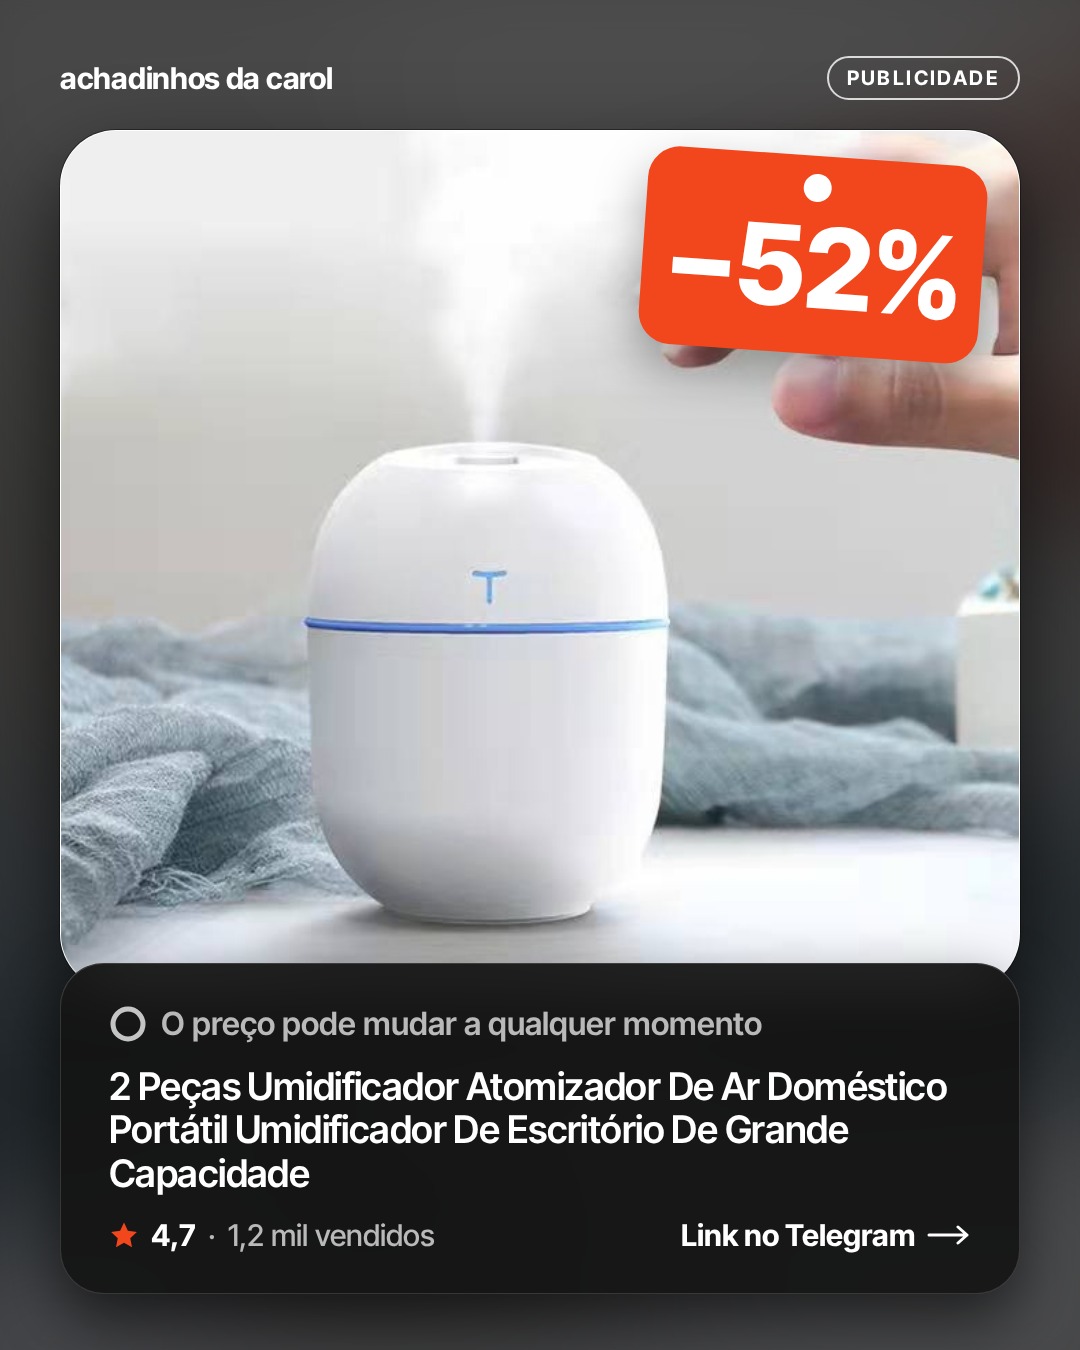 achadinhos da carol
PUBLICIDADE
−52%
T
O preço pode mudar a qualquer momento
2 Peças Umidificador Atomizador De Ar Doméstico
Portátil Umidificador De Escritório De Grande
Capacidade
4,7 · 1,2 mil vendidos
Link no Telegram →